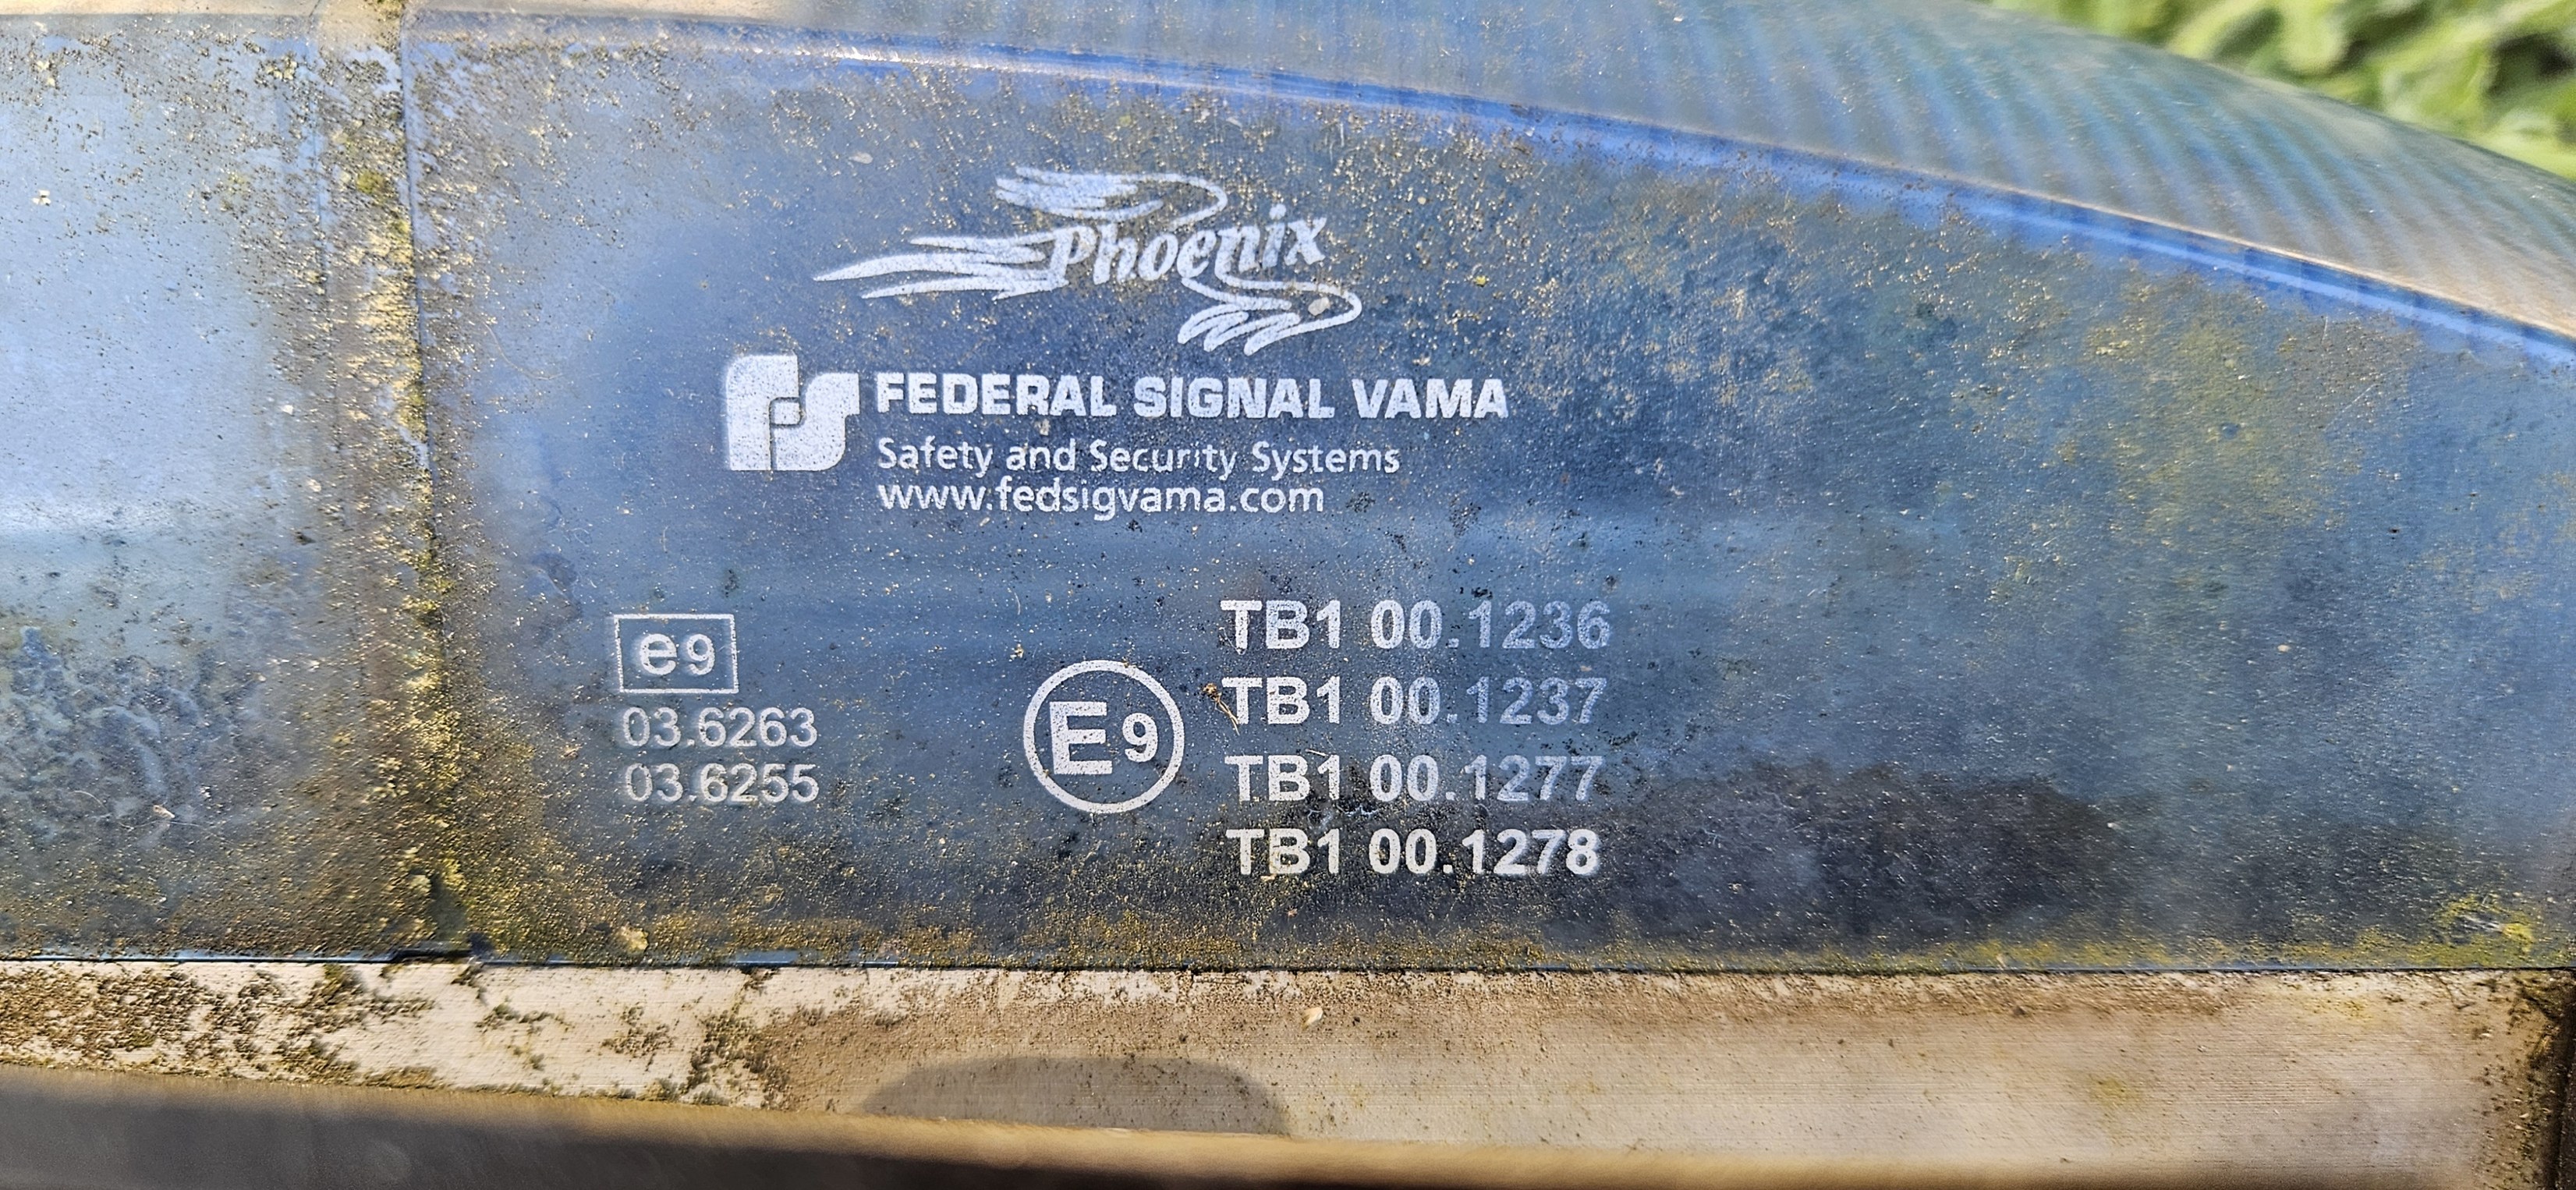 Phoenix
FEDERAL SIGNAL VAMA
Safety and Security Systems
www.fedsigvama.com
e9
03.6263
03.6255
E9
TB1 00.1236
TB1 00.1237
TB1 00.1277
TB1 00.1278